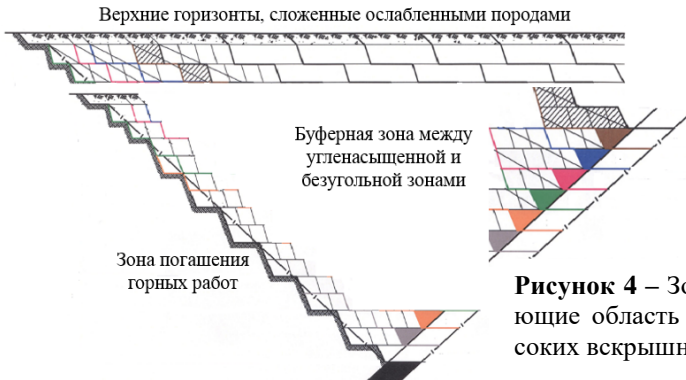 Верхние горизонты, сложенные ослабленными породами
Буферная зона между
угленасыщенной и
безугольной зонами
Зона погашения
горных работ
Рисунок 4 – Зо
ющие область
соких вскрышн